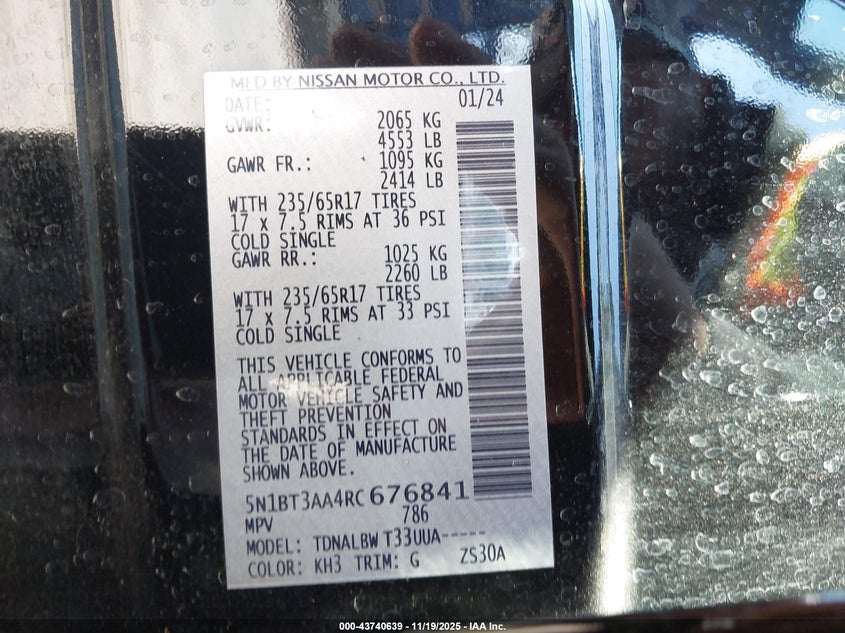 MFD BY NISSAN MOTOR CO., LTD.
DATE: 01/24
GVWR: 2065 KG
4553 LB
GAWR FR.: 1095 KG
2414 LB
WITH 235/65R17 TIRES
17 x 7.5 RIMS AT 36 PSI
COLD SINGLE
GAWR RR.: 1025 KG
2260 LB
WITH 235/65R17 TIRES
17 x 7.5 RIMS AT 33 PSI
COLD SINGLE
THIS VEHICLE CONFORMS TO
ALL APPLICABLE FEDERAL
MOTOR VEHICLE SAFETY AND
THEFT PREVENTION
STANDARDS IN EFFECT ON
THE DATE OF MANUFACTURE
SHOWN ABOVE.
5N1BT3AA4RC676841
MPV 786
MODEL: TDNALBW T33UUA-----
COLOR: KH3 TRIM: G ZS30A
000-43740639 - 11/19/2025 - IAA Inc.